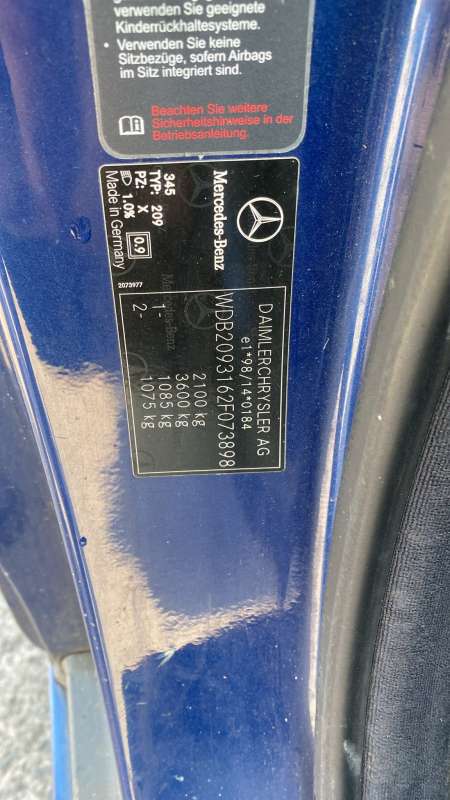 Sie geeignete
Kinderrückhaltesysteme.
• Verwenden Sie keine
Sitzbezüge, sofern Airbags
im Sitz integriert sind.
Beachten Sie weitere
Sicherheitshinweise in der
Betriebsanleitung.
Mercedes-Benz
345
TYP: 209
PZ: X
1.0%
0.9
Made in Germany
2073977
DAIMLERCHRYSLER AG
e1*98/14*0184
WDB2093162F073898
2100 kg
3600 kg
1- 1085 kg
2- 1075 kg
Mercedes-Benz